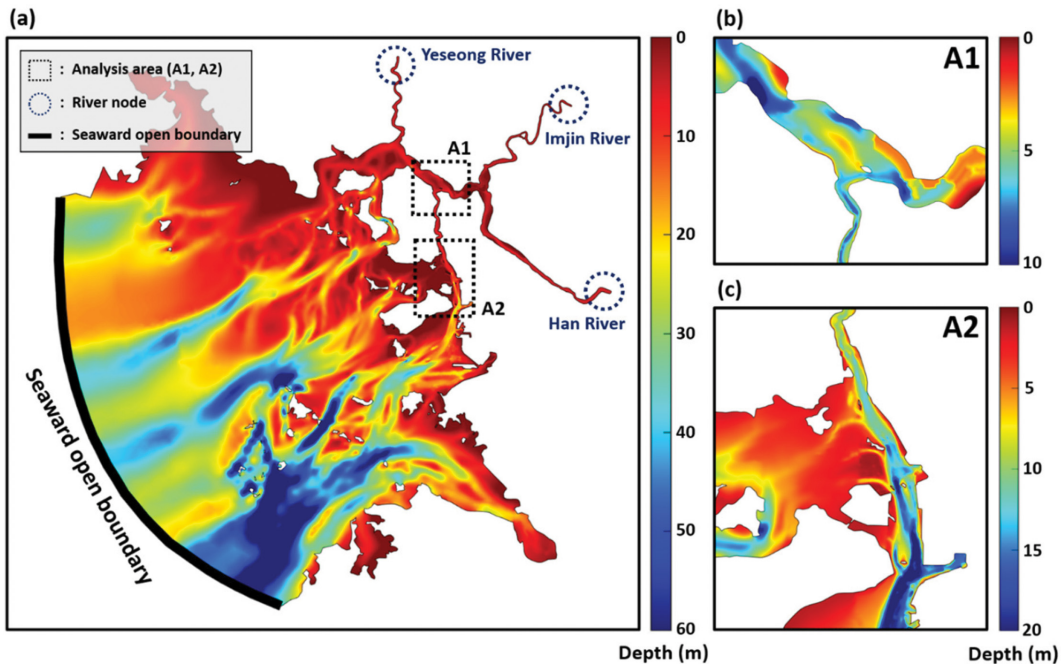 (a)
: Analysis area (A1, A2)
: River node
: Seaward open boundary
Yeseong River
Imjin River
A1
A2
Han River
Seaward open boundary
0
10
20
30
40
50
60
Depth (m)
(b)
A1
0
5
10
(c)
A2
0
5
10
15
20
Depth (m)